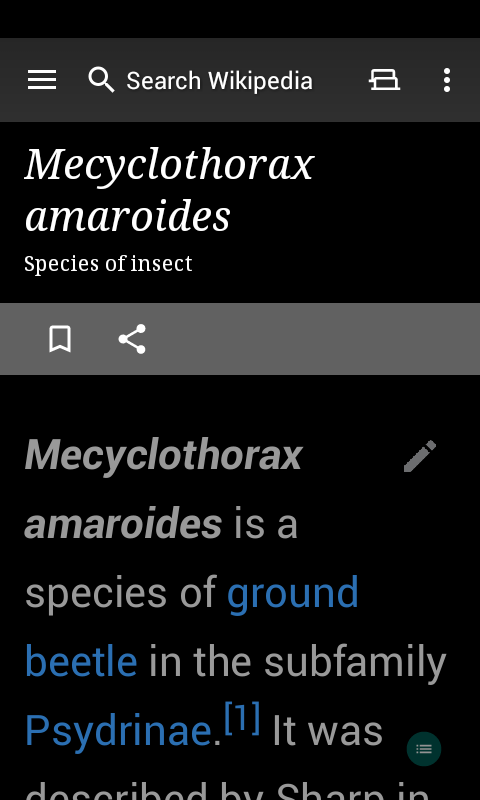 Search Wikipedia
Mecyclothorax
amaroides
Species of insect
Mecyclothorax
amaroides is a
species of ground
beetle in the subfamily
Psydrinae.[1] It was
described by Sharp in